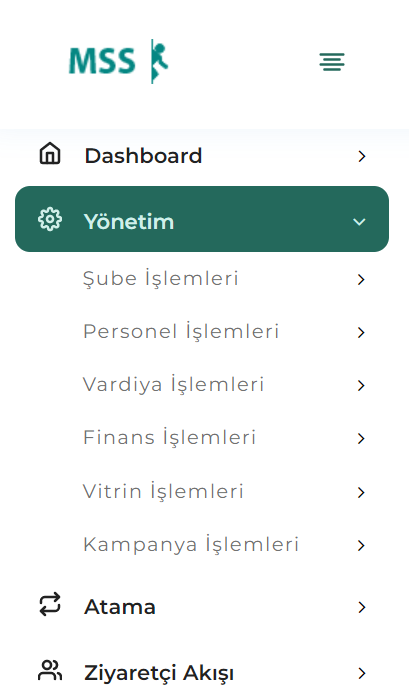 MSS
Dashboard
Yönetim
Şube İşlemleri
Personel İşlemleri
Vardiya İşlemleri
Finans İşlemleri
Vitrin İşlemleri
Kampanya İşlemleri
Atama
Ziyaretçi Akışı